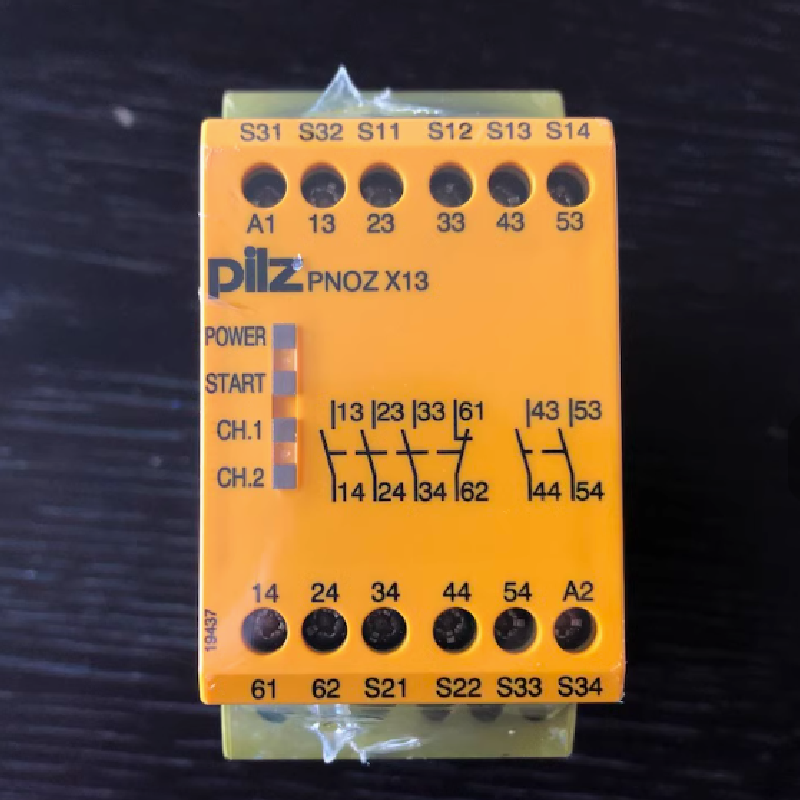 S31 S32 S11 S12 S13 S14
A1 13 23 33 43 53
pilz PNOZ X13
POWER
START
CH.1
CH.2
13 23 33 61 43 53
14 24 34 62 44 54
14 24 34 44 54 A2
19437
61 62 S21 S22 S33 S34